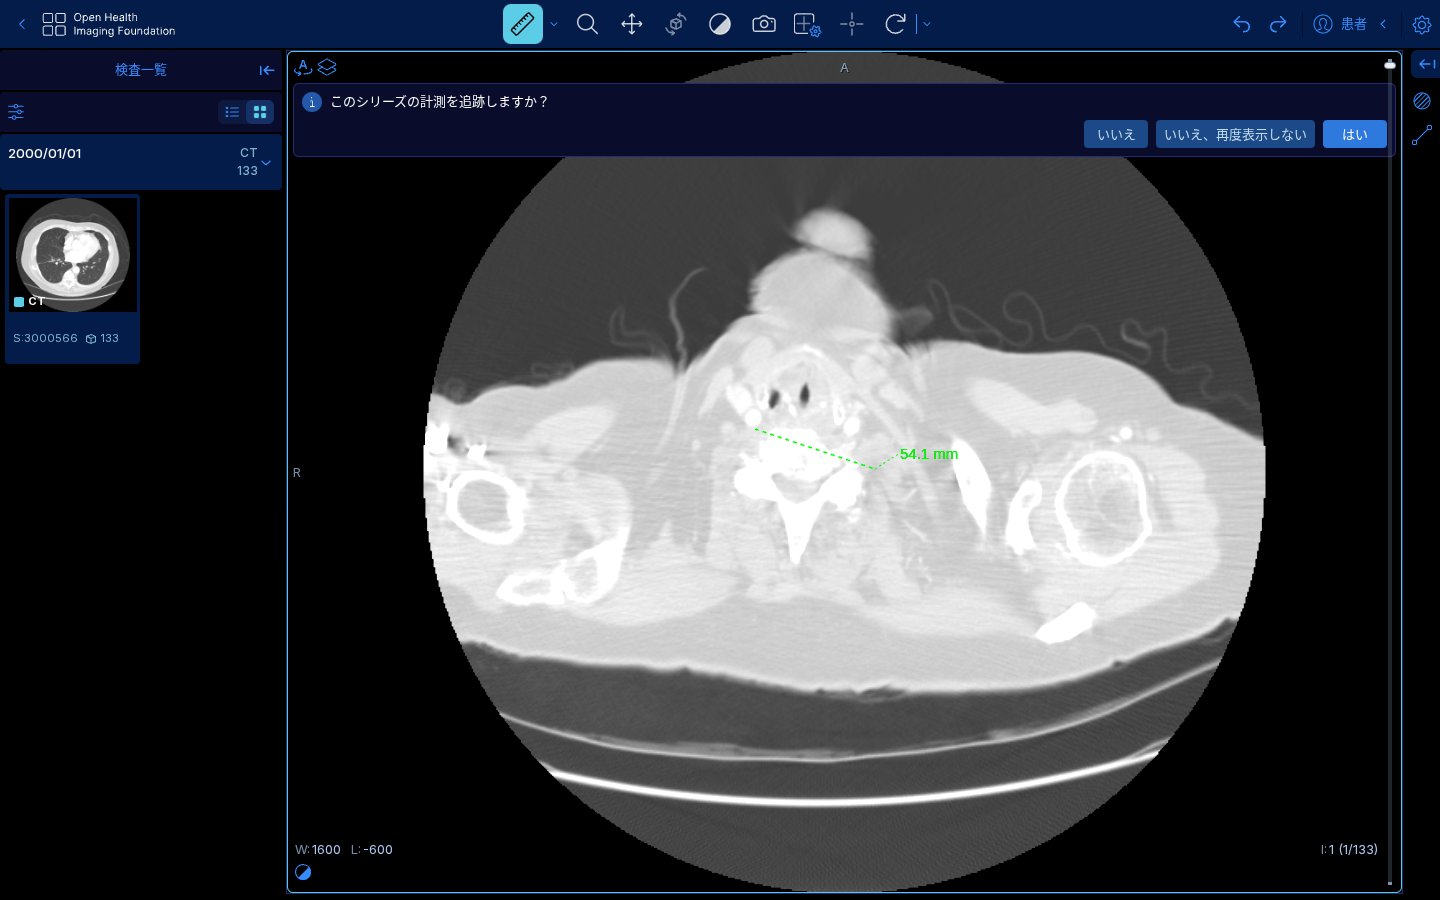 Open Health
Imaging Foundation
患者
検査一覧
2000/01/01
CT
133
CT
S:3000566 133
A
A
このシリーズの計測を追跡しますか？
いいえ
いいえ、再度表示しない
はい
R
54.1 mm
W:1600 L:-600
I:1 (1/133)